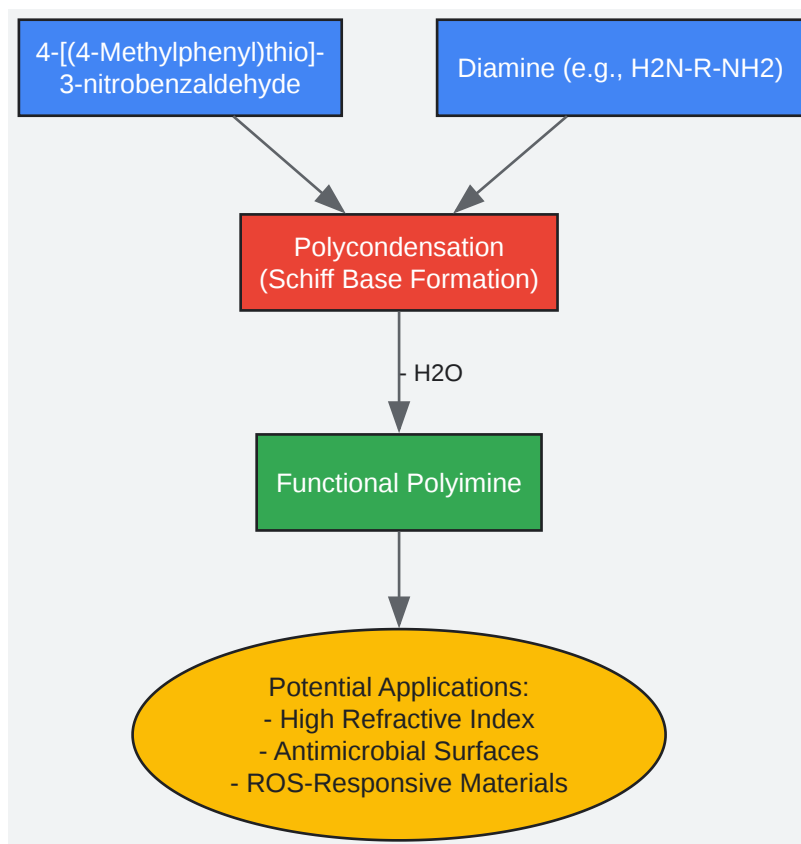 4-[(4-Methylphenyl)thio]-
3-nitrobenzaldehyde
Diamine (e.g., H2N-R-NH2)
Polycondensation
(Schiff Base Formation)
- H2O
Functional Polyimine
Potential Applications:
- High Refractive Index
- Antimicrobial Surfaces
- ROS-Responsive Materials